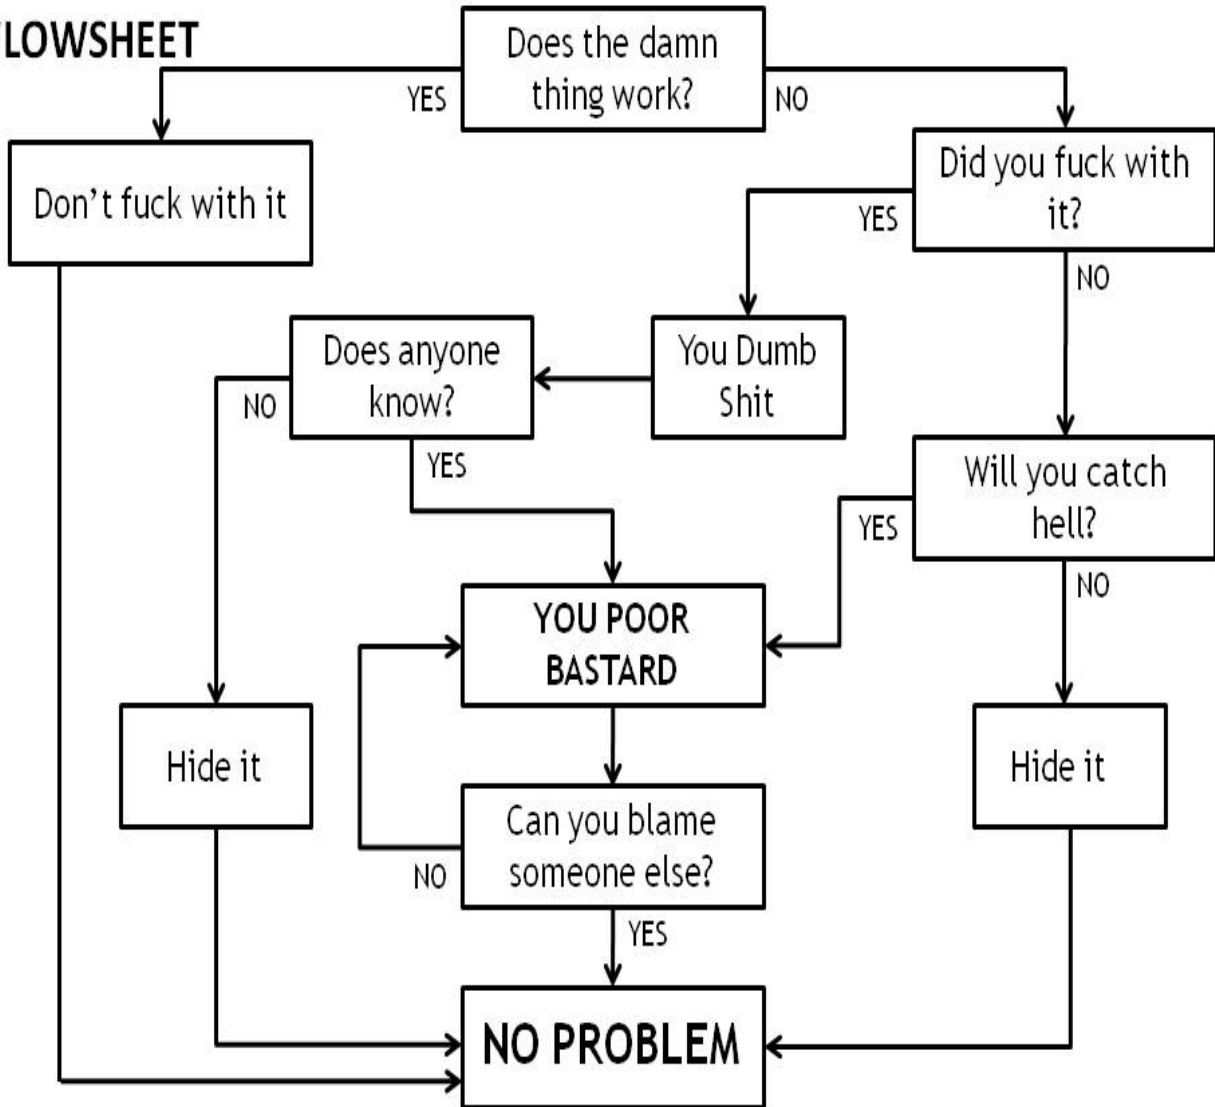 LOWSHEET
Does the damn
thing work?
YES
NO
Don't fuck with it
Did you fuck with
it?
YES
NO
Does anyone
know?
You Dumb
Shit
NO
YES
Will you catch
hell?
YES
NO
YOU POOR
BASTARD
Hide it
Hide it
Can you blame
someone else?
NO
YES
NO PROBLEM